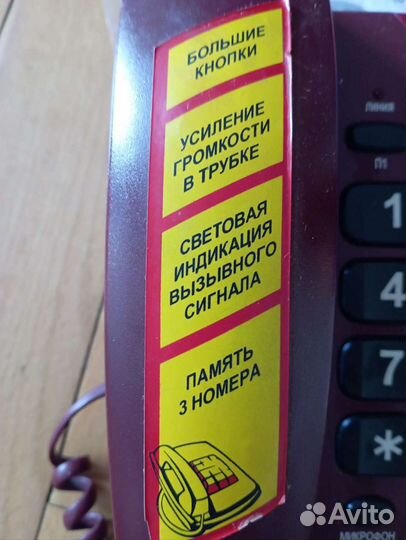 БОЛЬШИЕ
КНОПКИ
УСИЛЕНИЕ
ГРОМКОСТИ
В ТРУБКЕ
СВЕТОВАЯ
ИНДИКАЦИЯ
ВЫЗЫВНОГО
СИГНАЛА
ПАМЯТЬ
3 НОМЕРА
ЛИНИЯ
П1
1
4
7
*
МИКРОФОН
Avito